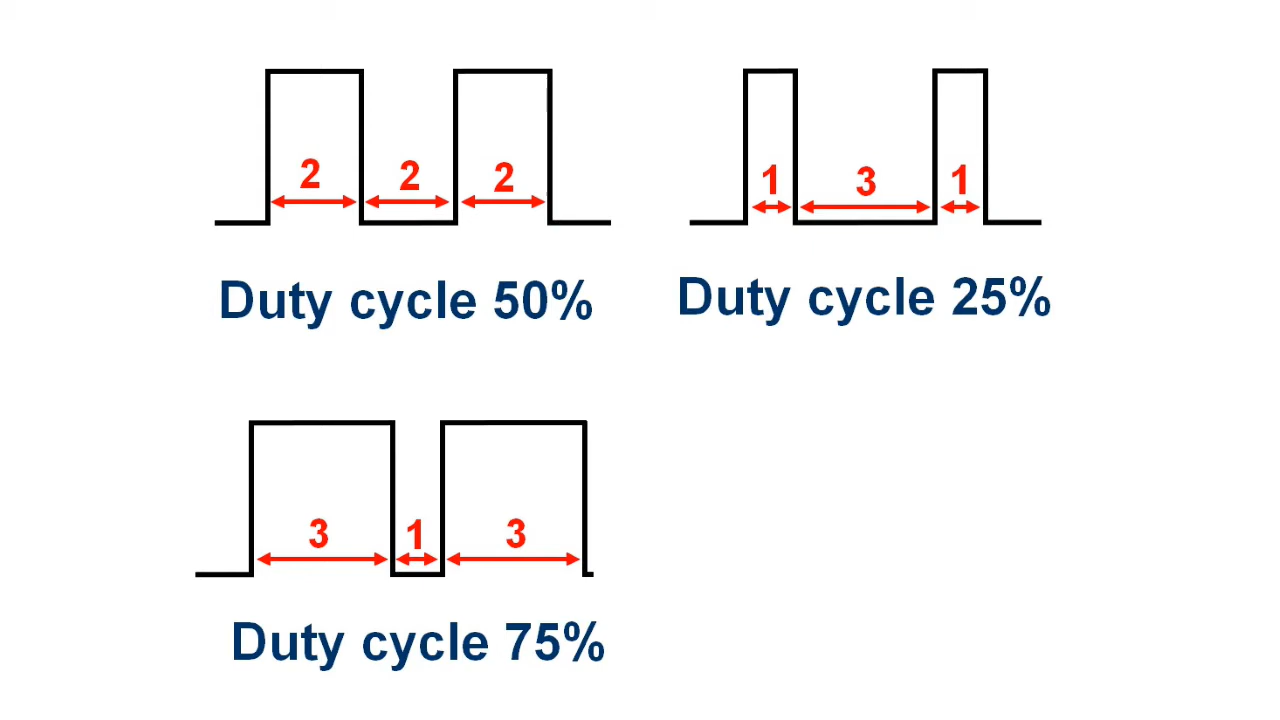 2 2 2
1 3 1
Duty cycle 50%
Duty cycle 25%
3 1 3
Duty cycle 75%